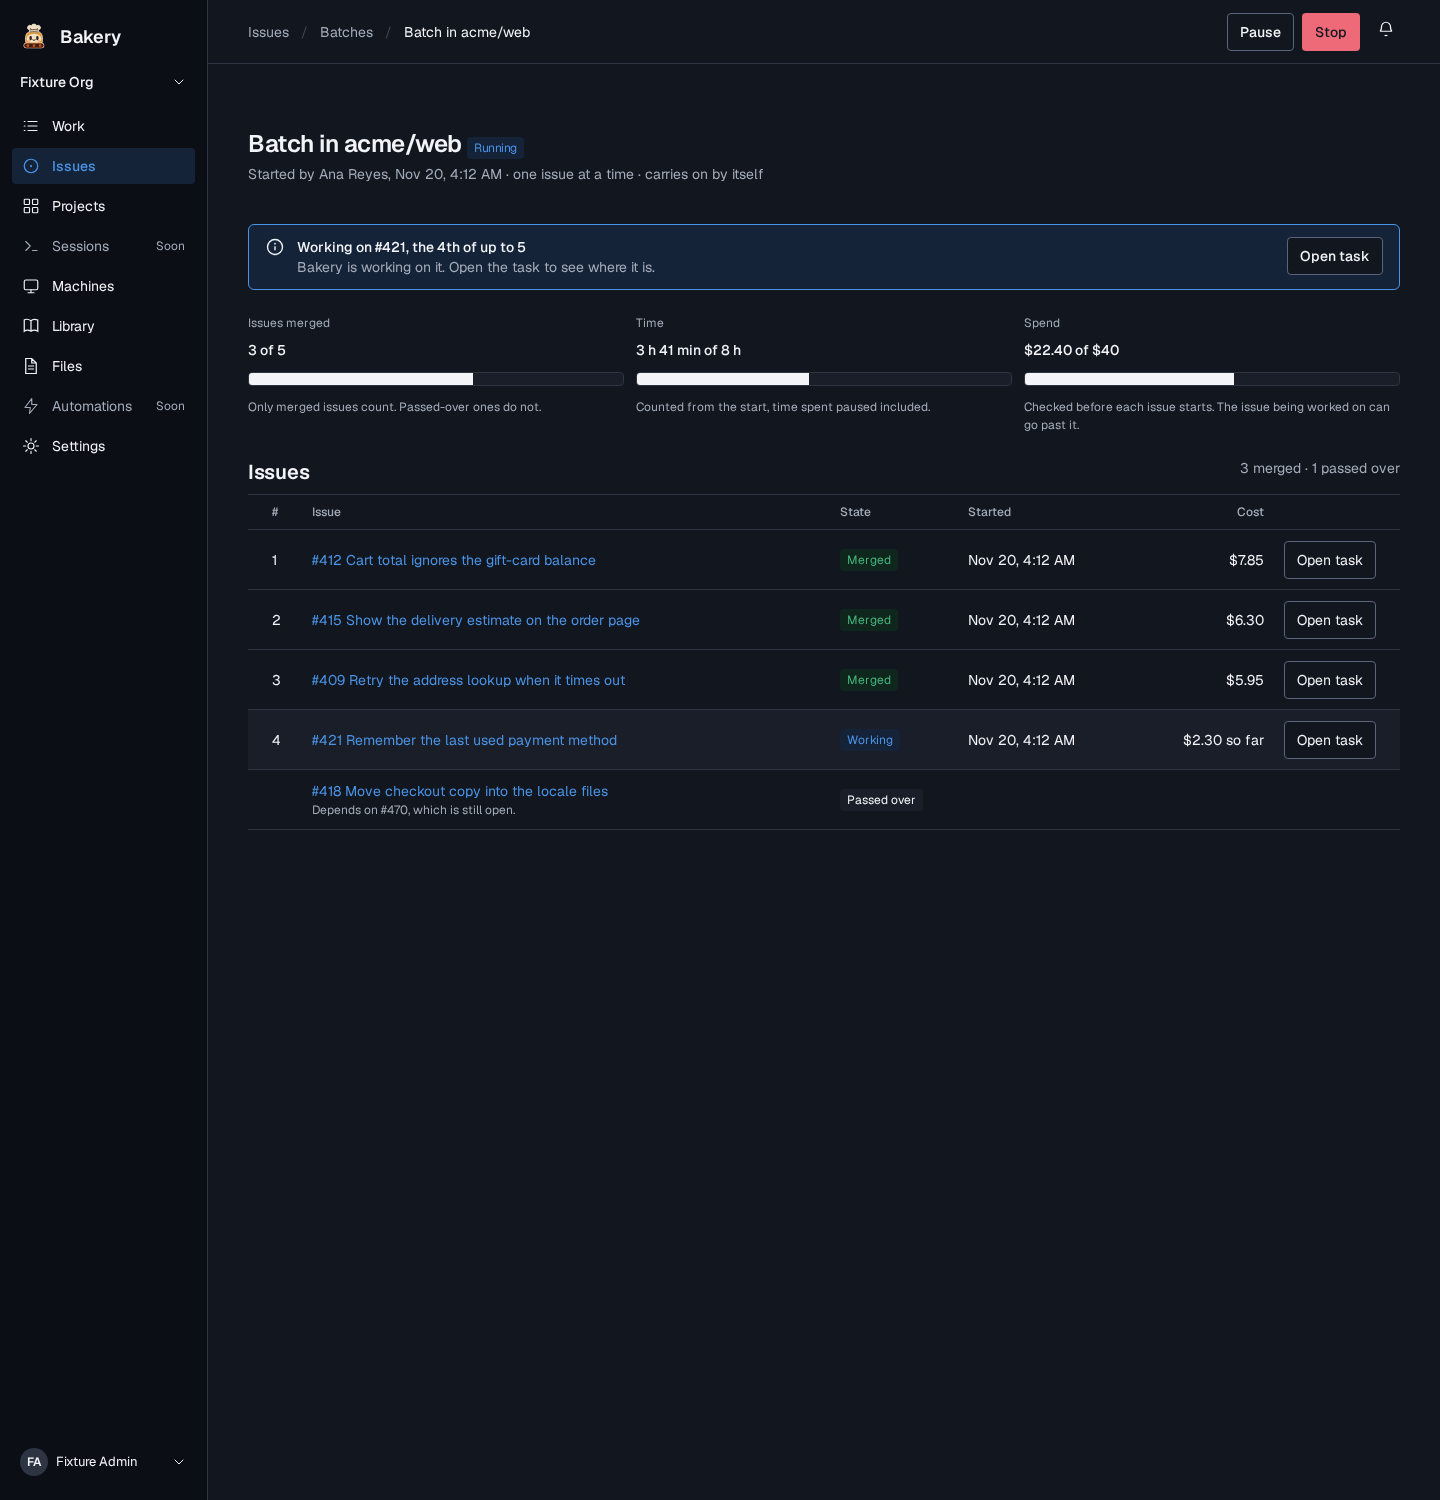 Bakery
Fixture Org
Work
Issues
Projects
Sessions Soon
Machines
Library
Files
Automations Soon
Settings
FA Fixture Admin
Issues / Batches / Batch in acme/web
Pause
Stop
Batch in acme/web Running
Started by Ana Reyes, Nov 20, 4:12 AM · one issue at a time · carries on by itself
Working on #421, the 4th of up to 5
Bakery is working on it. Open the task to see where it is.
Open task
Issues merged
3 of 5
Only merged issues count. Passed-over ones do not.
Time
3 h 41 min of 8 h
Counted from the start, time spent paused included.
Spend
$22.40 of $40
Checked before each issue starts. The issue being worked on can
go past it.
Issues
3 merged · 1 passed over
# Issue State Started Cost
1 #412 Cart total ignores the gift-card balance Merged Nov 20, 4:12 AM $7.85 Open task
2 #415 Show the delivery estimate on the order page Merged Nov 20, 4:12 AM $6.30 Open task
3 #409 Retry the address lookup when it times out Merged Nov 20, 4:12 AM $5.95 Open task
4 #421 Remember the last used payment method Working Nov 20, 4:12 AM $2.30 so far Open task
#418 Move checkout copy into the locale files Passed over
Depends on #470, which is still open.